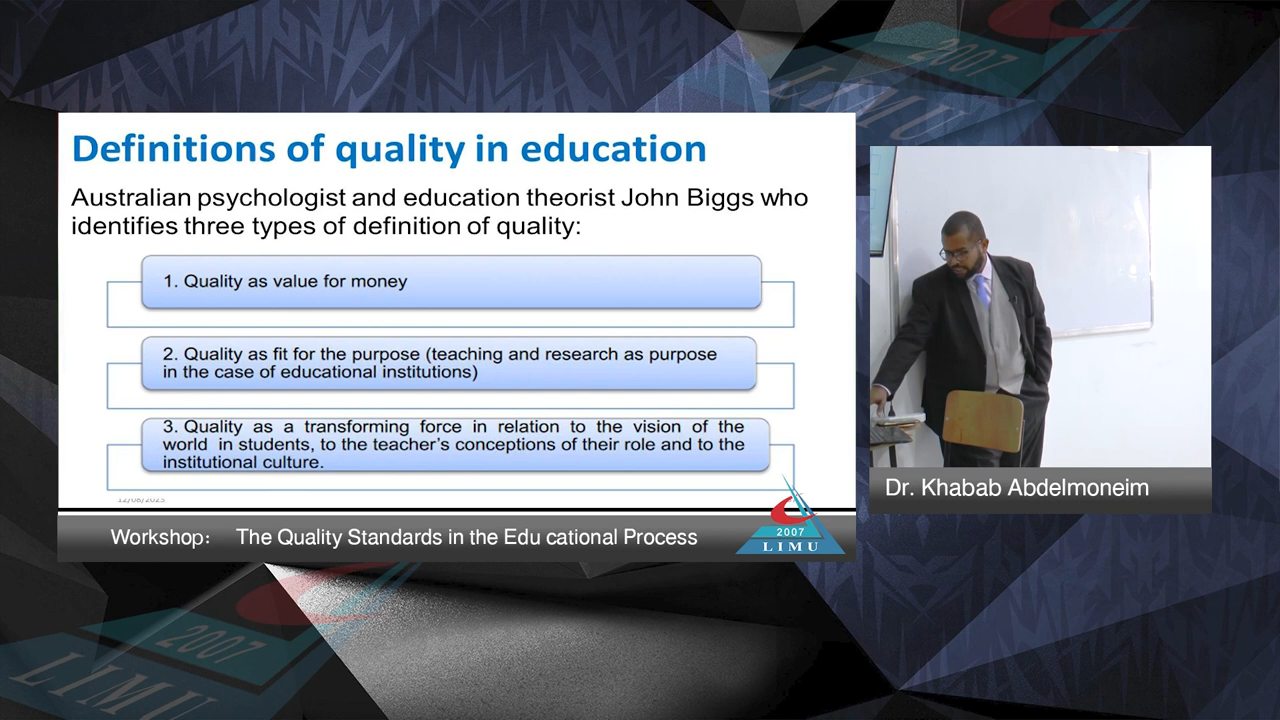 Definitions of quality in education
Australian psychologist and education theorist John Biggs who
identifies three types of definition of quality:
1. Quality as value for money
2. Quality as fit for the purpose (teaching and research as purpose
in the case of educational institutions)
3. Quality as a transforming force in relation to the vision of the
world in students, to the teacher's conceptions of their role and to the
institutional culture.
Workshop: The Quality Standards in the Edu cational Process
2007
LIMU
Dr. Khabab Abdelmoneim
2007
LIMU
2007
LIMU